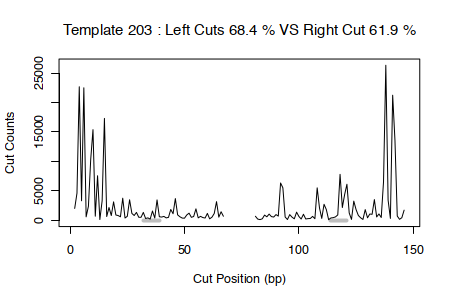 Template 203 : Left Cuts 68.4 % VS Right Cut 61.9 %
Cut Counts
25000
15000
5000
0
0
50
100
150
Cut Position (bp)